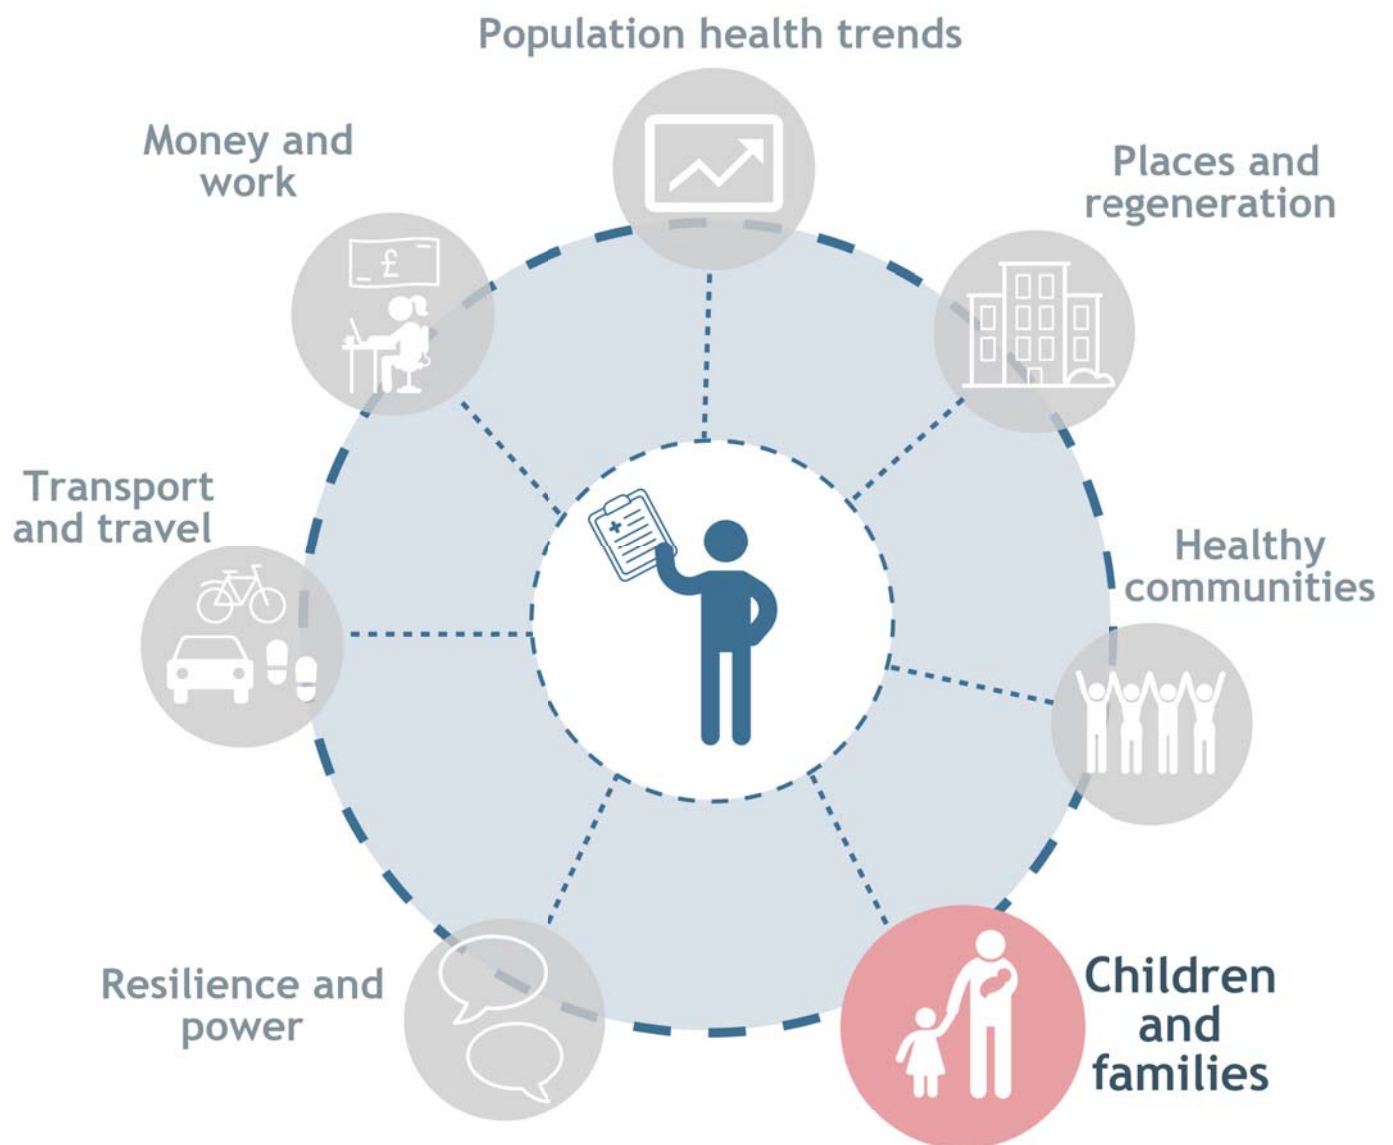 Population health trends
Money and
work
£
Places and
regeneration
Transport
and travel
Healthy
communities
Resilience and
power
Children
and
families